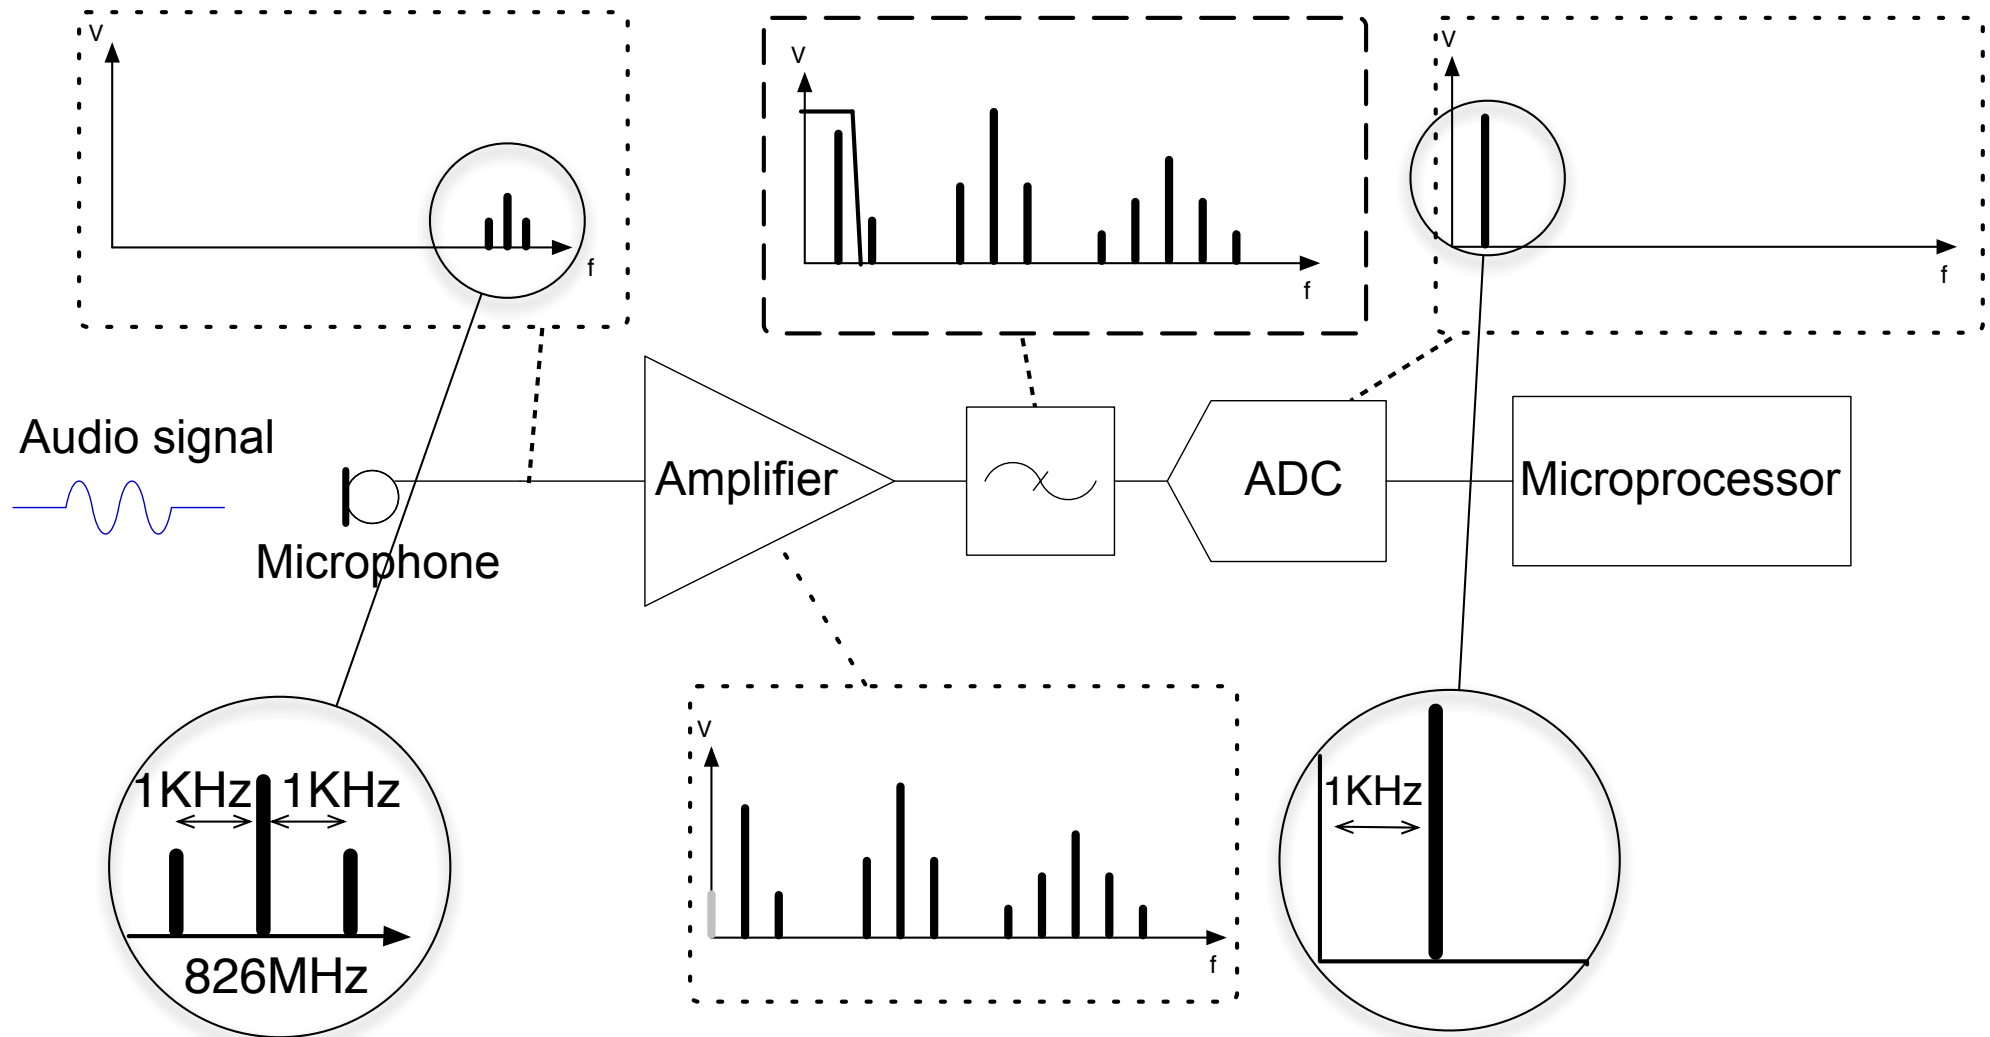 V
f
V
f
V
f
Audio signal
Microphone
Amplifier
ADC
Microprocessor
1KHz 1KHz
826MHz
V
f
1KHz